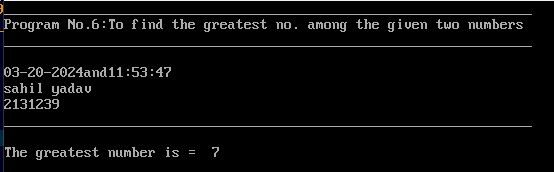 Program No.6:To find the greatest no. among the given two numbers
03-20-2024and11:53:47
sahil yadav
2131239
The greatest number is =  7